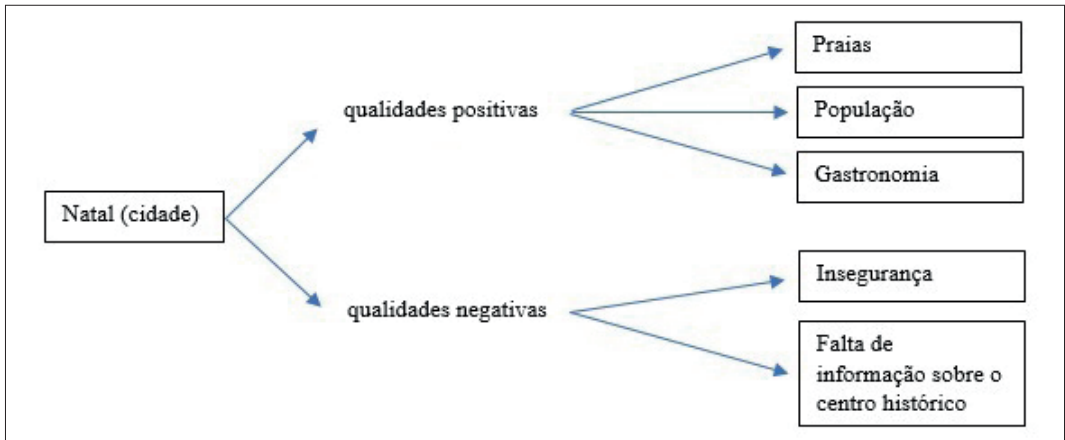 Praias
qualidades positivas
População
Gastronomia
Natal (cidade)
Insegurança
qualidades negativas
Falta de
informação sobre o
centro histórico